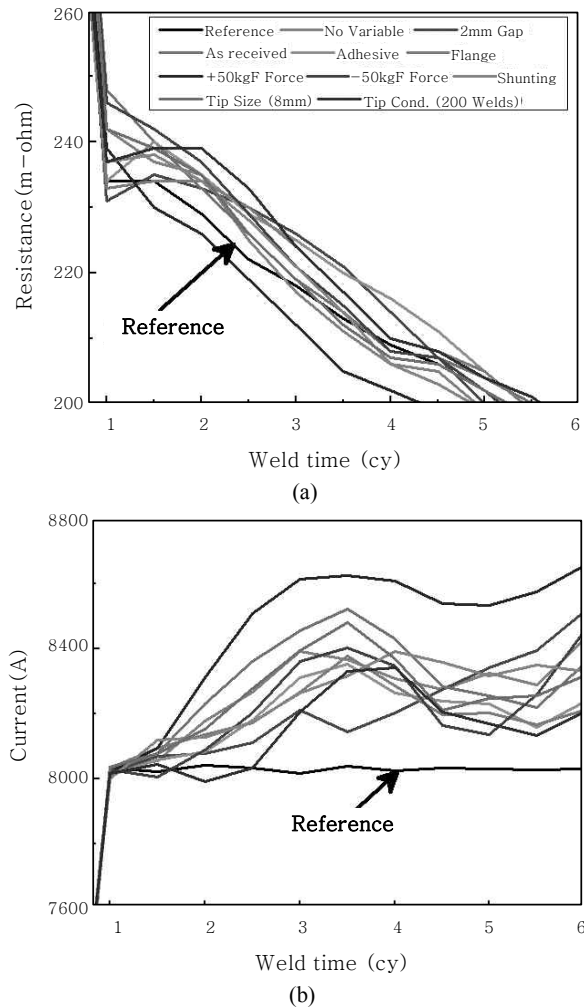 260
240
220
200
Resistance(m-ohm)
Reference No Variable 2mm Gap
As received Adhesive Flange
+50kgF Force -50kgF Force Shunting
Tip Size (8mm) Tip Cond. (200 Welds)
Reference
1 2 3 4 5 6
Weld time (cy)
(a)
8800
8400
8000
7600
Current(A)
Reference
1 2 3 4 5 6
Weld time (cy)
(b)